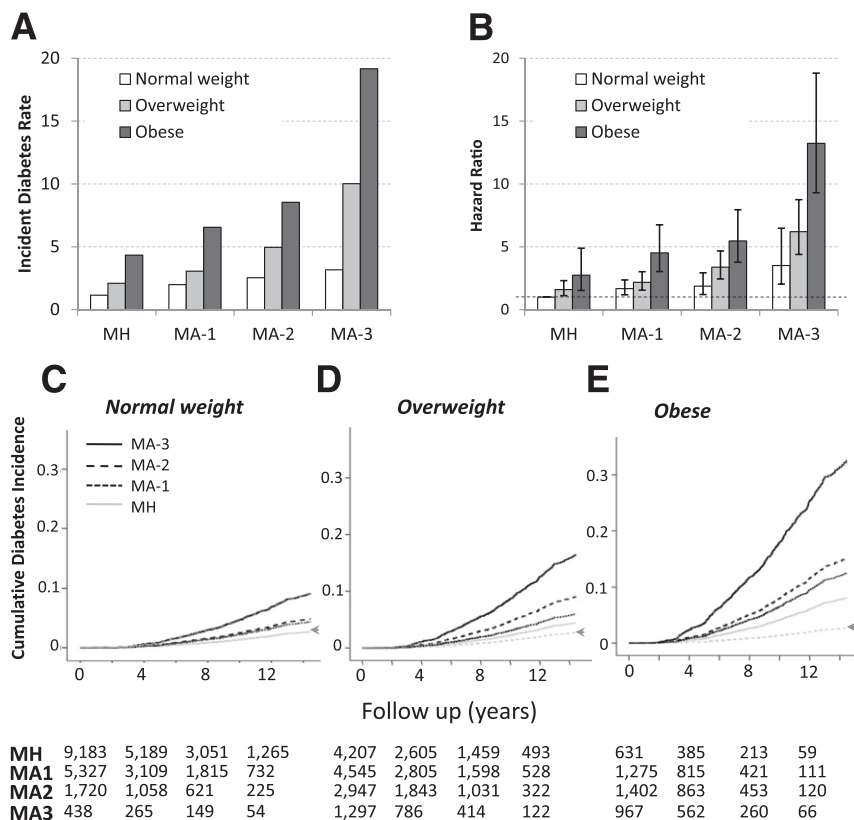 A
B
20
15
10
5
0
Incident Diabetes Rate
Normal weight
Overweight
Obese
MH MA-1 MA-2 MA-3
20
15
10
5
0
Hazard Ratio
Normal weight
Overweight
Obese
MH MA-1 MA-2 MA-3
C
D
E
Normal weight
Overweight
Obese
Cumulative Diabetes Incidence
MA-3
MA-2
MA-1
MH
0.3
0.2
0.1
0
0 4 8 12
0.3
0.2
0.1
0
0 4 8 12
0.3
0.2
0.1
0
0 4 8 12
Follow up (years)
MH 9,183 5,189 3,051 1,265 4,207 2,605 1,459 493 631 385 213 59
MA1 5,327 3,109 1,815 732 4,545 2,805 1,598 528 1,275 815 421 111
MA2 1,720 1,058 621 225 2,947 1,843 1,031 322 1,402 863 453 120
MA3 438 265 149 54 1,297 786 414 122 967 562 260 66